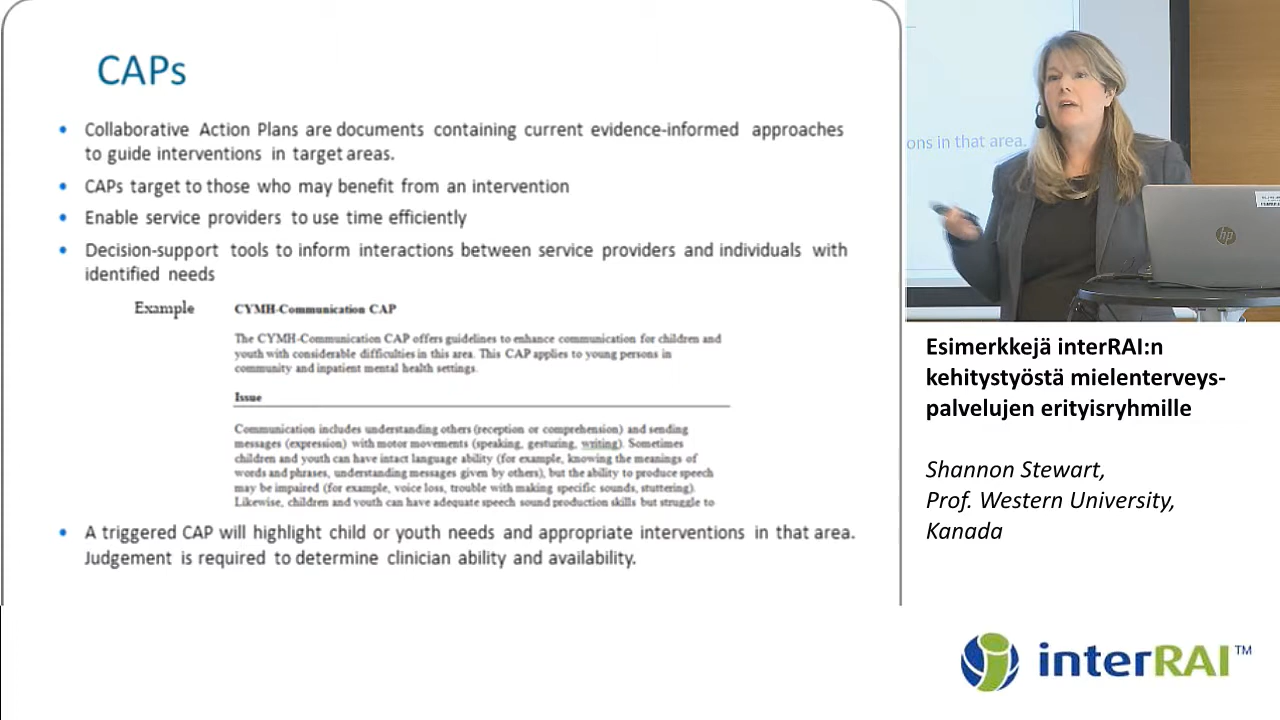 CAPs
• Collaborative Action Plans are documents containing current evidence-informed approaches
to guide interventions in target areas.
• CAPs target to those who may benefit from an intervention
• Enable service providers to use time efficiently
• Decision-support tools to inform interactions between service providers and individuals with
identified needs
Example
CYMH-Communication CAP
The CYMH-Communication CAP offers guidelines to enhance communication for children and
youth with considerable difficulties in this area. This CAP applies to young persons in
community and inpatient mental health settings.
Issue
Communication includes understanding others (reception or comprehension) and sending
messages (expression) with motor movements (speaking, gesturing, writing). Sometimes
children and youth can have intact language ability (for example, knowing the meanings of
words and phrases, understanding messages given by others), but the ability to produce speech
may be impaired (for example, voice loss, trouble with making specific sounds, stuttering).
Likewise, children and youth can have adequate speech sound production skills but struggle to
• A triggered CAP will highlight child or youth needs and appropriate interventions in that area.
Judgement is required to determine clinician ability and availability.
ons in that area.
hp
Esimerkkejä interRAI:n
kehitystyöstä mielenterveys-
palvelujen erityisryhmille
Shannon Stewart,
Prof. Western University,
Kanada
interRAI™